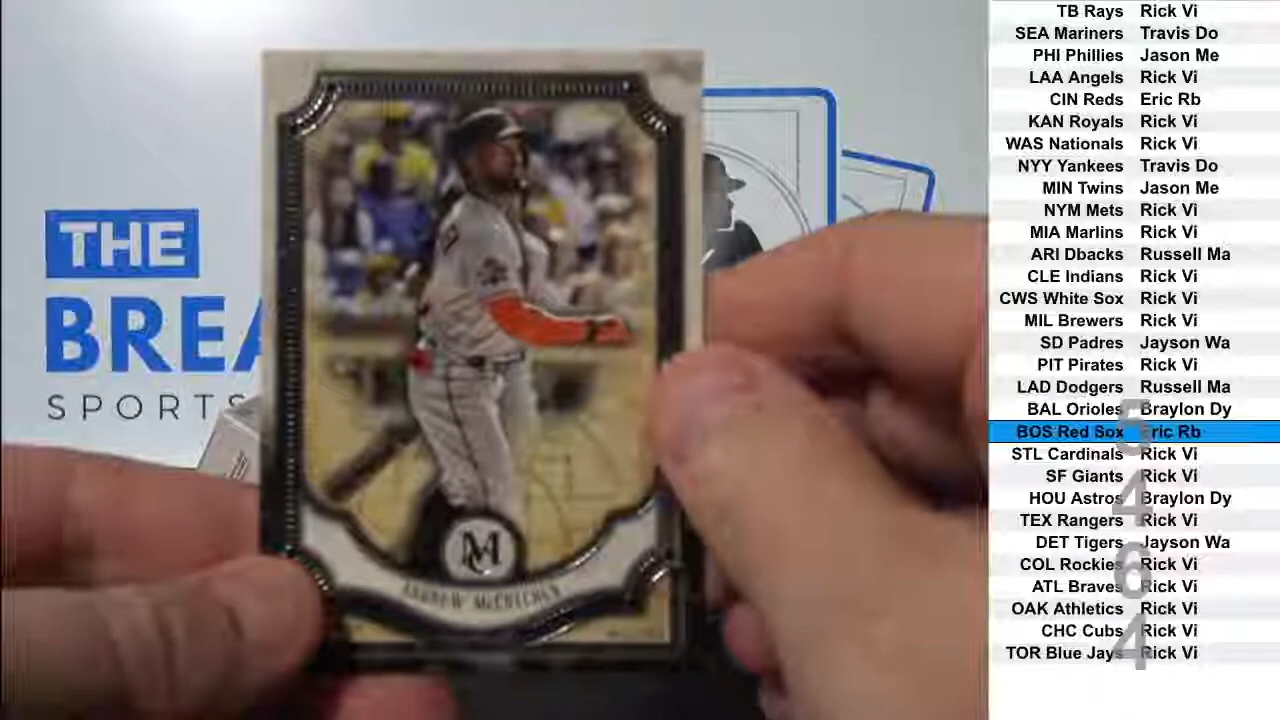 THE
BREA
SPORTS
M
ANDREW McCUTCHEN
TB Rays Rick Vi
SEA Mariners Travis Do
PHI Phillies Jason Me
LAA Angels Rick Vi
CIN Reds Eric Rb
KAN Royals Rick Vi
WAS Nationals Rick Vi
NYY Yankees Travis Do
MIN Twins Jason Me
NYM Mets Rick Vi
MIA Marlins Rick Vi
ARI Dbacks Russell Ma
CLE Indians Rick Vi
CWS White Sox Rick Vi
MIL Brewers Rick Vi
SD Padres Jayson Wa
PIT Pirates Rick Vi
LAD Dodgers Russell Ma
BAL Orioles Braylon Dy
BOS Red Sox Eric Rb
STL Cardinals Rick Vi
SF Giants Rick Vi
HOU Astros Braylon Dy
TEX Rangers Rick Vi
DET Tigers Jayson Wa
COL Rockies Rick Vi
ATL Braves Rick Vi
OAK Athletics Rick Vi
CHC Cubs Rick Vi
TOR Blue Jays Rick Vi
5
4
6
4